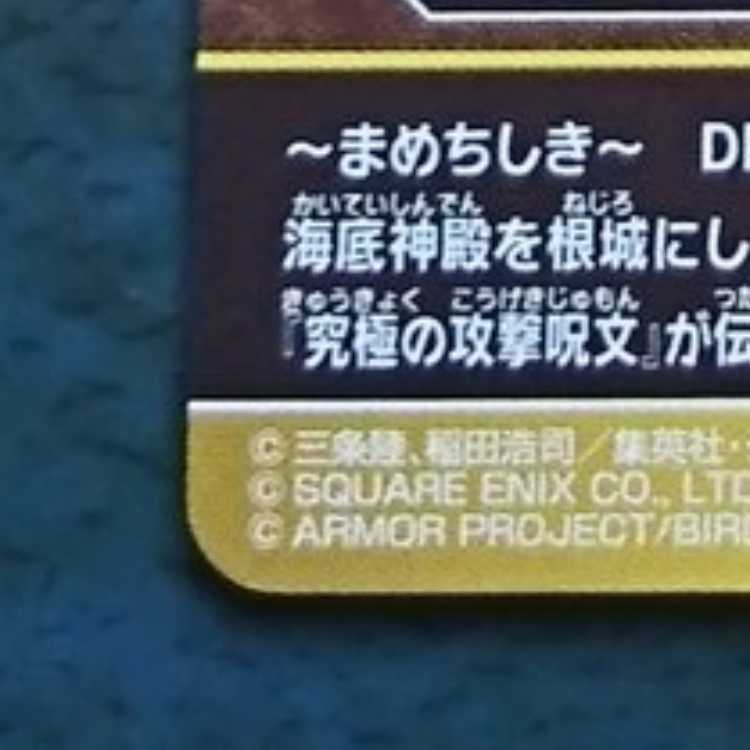 ～まめちしき～
かいていしんでん ねじろ
海底神殿を根城にし
きゅうきょく こうげきじゅもん
『究極の攻撃呪文』が伝
© 三条陸、稲田浩司／集英社・
© SQUARE ENIX CO., LTD
© ARMOR PROJECT/BIRD